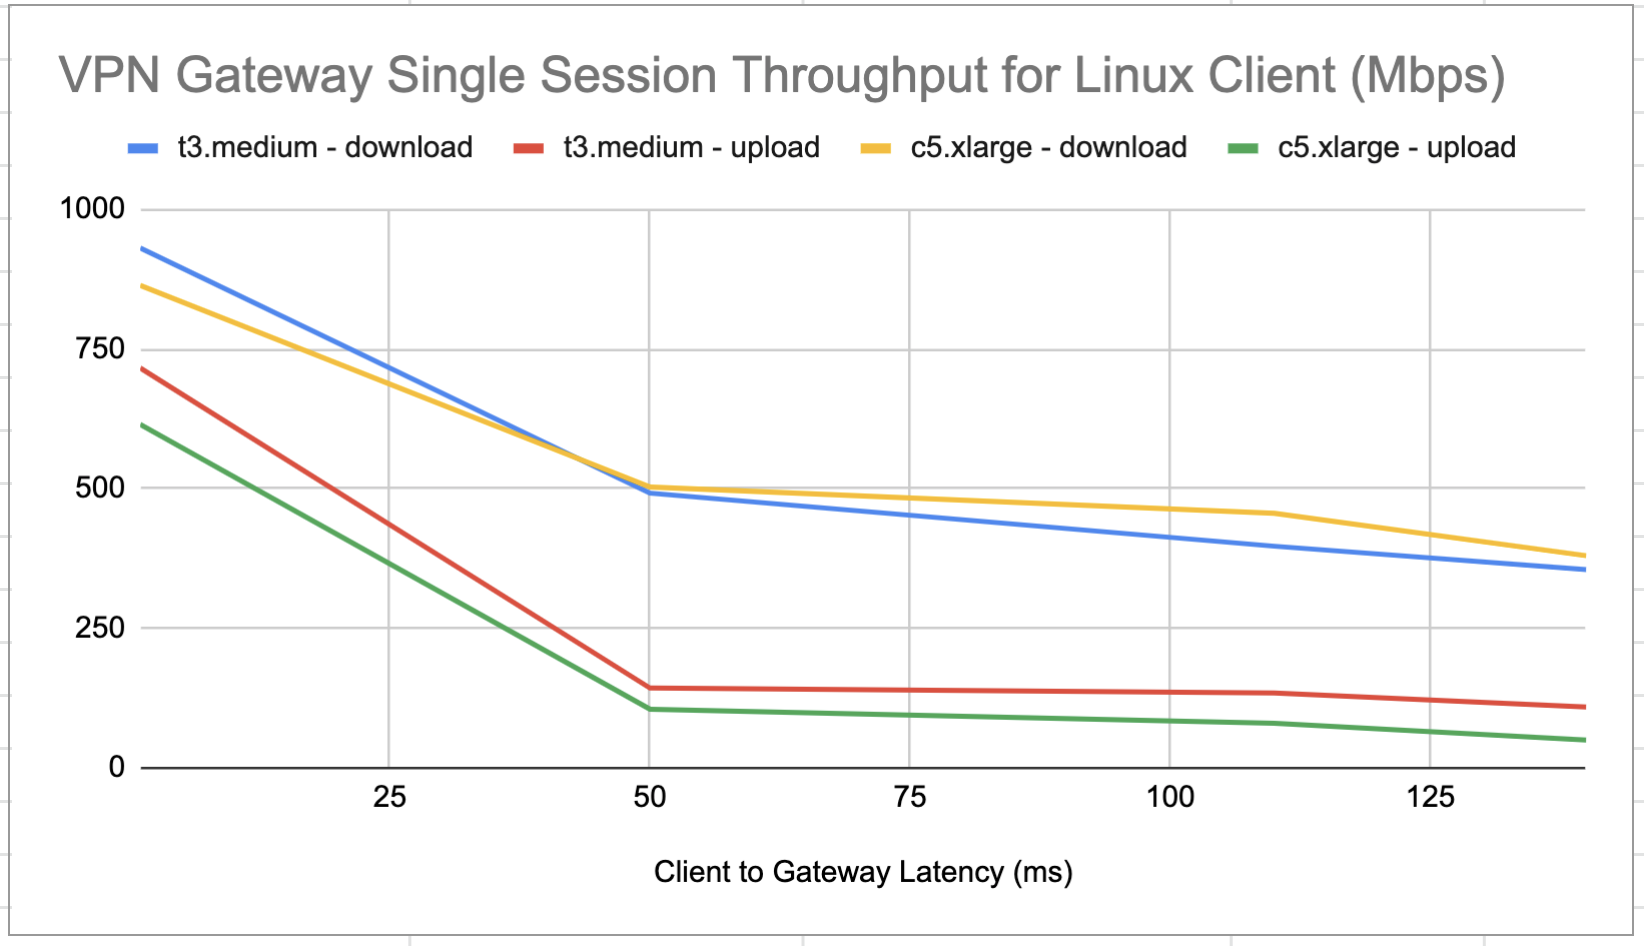 VPN Gateway Single Session Throughput for Linux Client (Mbps)
t3.medium - download t3.medium - upload c5.xlarge - download c5.xlarge - upload
1000
750
500
250
0
25 50 75 100 125
Client to Gateway Latency (ms)